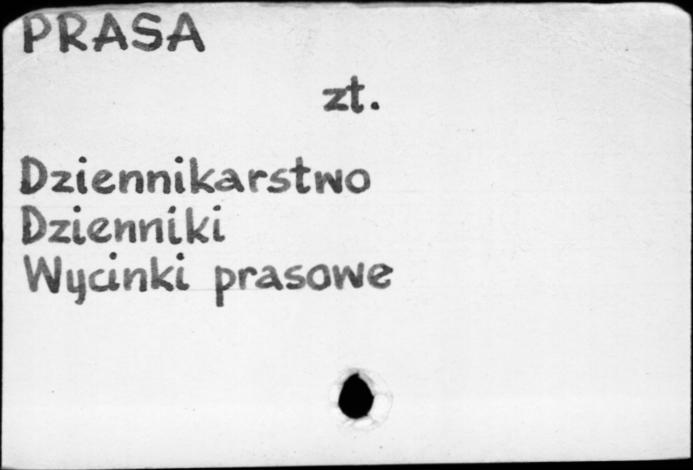 PRASA
zt.
Dziennikarstwo
Dzienniki
Wycinki prasowe